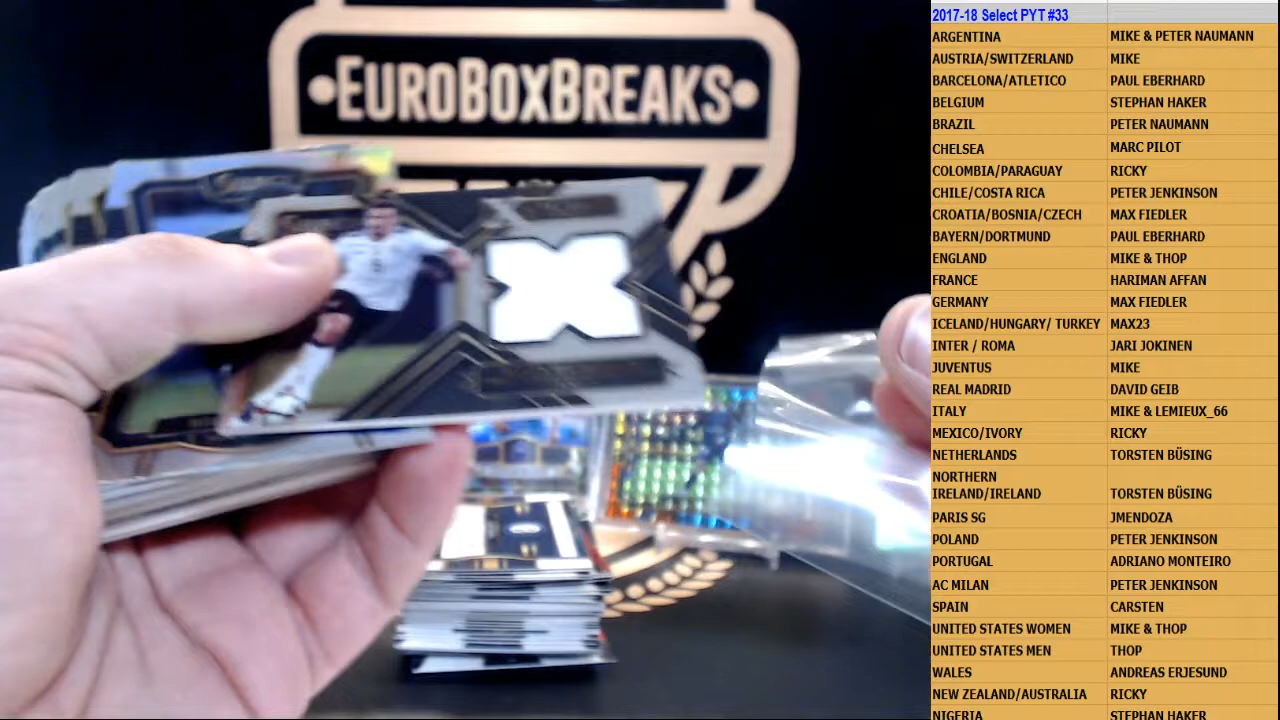 EUROBOXBREAKS
2017-18 Select PYT #33
ARGENTINA MIKE & PETER NAUMANN
AUSTRIA/SWITZERLAND MIKE
BARCELONA/ATLETICO PAUL EBERHARD
BELGIUM STEPHAN HAKER
BRAZIL PETER NAUMANN
CHELSEA MARC PILOT
COLOMBIA/PARAGUAY RICKY
CHILE/COSTA RICA PETER JENKINSON
CROATIA/BOSNIA/CZECH MAX FIEDLER
BAYERN/DORTMUND PAUL EBERHARD
ENGLAND MIKE & THOP
FRANCE HARIMAN AFFAN
GERMANY MAX FIEDLER
ICELAND/HUNGARY/ TURKEY MAX23
INTER / ROMA JARI JOKINEN
JUVENTUS MIKE
REAL MADRID DAVID GEIB
ITALY MIKE & LEMIEUX_66
MEXICO/IVORY RICKY
NETHERLANDS TORSTEN BÜSING
NORTHERN
IRELAND/IRELAND TORSTEN BÜSING
PARIS SG JMENDOZA
POLAND PETER JENKINSON
PORTUGAL ADRIANO MONTEIRO
AC MILAN PETER JENKINSON
SPAIN CARSTEN
UNITED STATES WOMEN MIKE & THOP
UNITED STATES MEN THOP
WALES ANDREAS ERJESUND
NEW ZEALAND/AUSTRALIA RICKY
NIGERIA STEPHAN HAKER